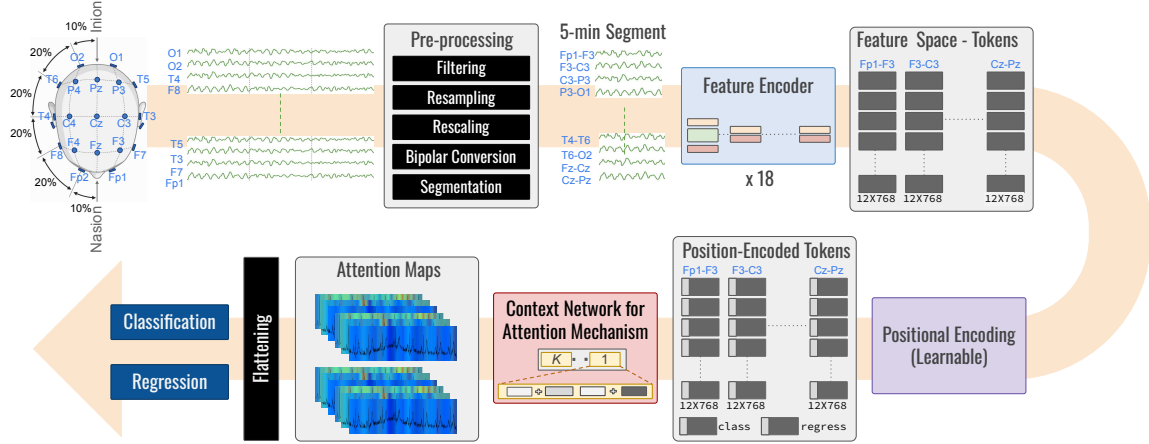 10%
Inion
20%
O2
O1
T6
T5
P4
Pz
P3
20%
T4
T3
C4
Cz
C3
20%
F4
Fz
F3
F8
F7
20%
Fp2
Fp1
10%
Nasion
O1
O2
T4
F8
T5
T3
F7
Fp1
Pre-processing
Filtering
Resampling
Rescaling
Bipolar Conversion
Segmentation
5-min Segment
Fp1-F3
F3-C3
C3-P3
P3-O1
T4-T6
T6-O2
Fz-Cz
Cz-Pz
Feature Encoder
x 18
Feature Space - Tokens
Fp1-F3 F3-C3 Cz-Pz
12X768 12X768 12X768
Positional Encoding
(Learnable)
Position-Encoded Tokens
Fp1-F3 F3-C3 Cz-Pz
12X768 12X768 12X768
class regress
Context Network for
Attention Mechanism
K 1
Attention Maps
Flattening
Classification
Regression